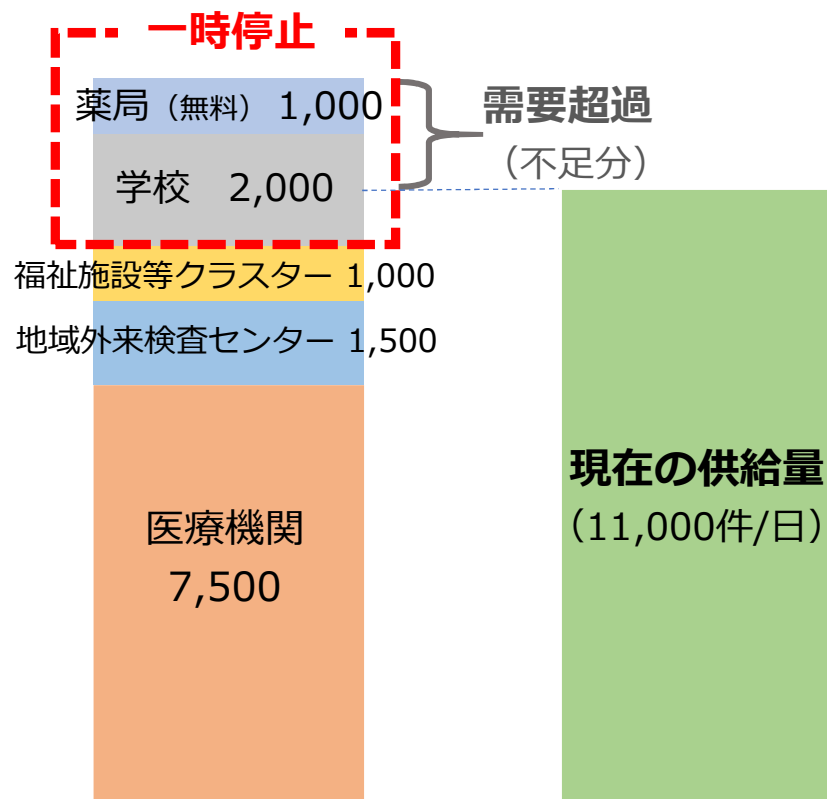 一時停止
薬局（無料） 1,000
需要超過
（不足分）
学校 2,000
福祉施設等クラスター 1,000
地域外来検査センター 1,500
医療機関
7,500
現在の供給量
（11,000件/日）